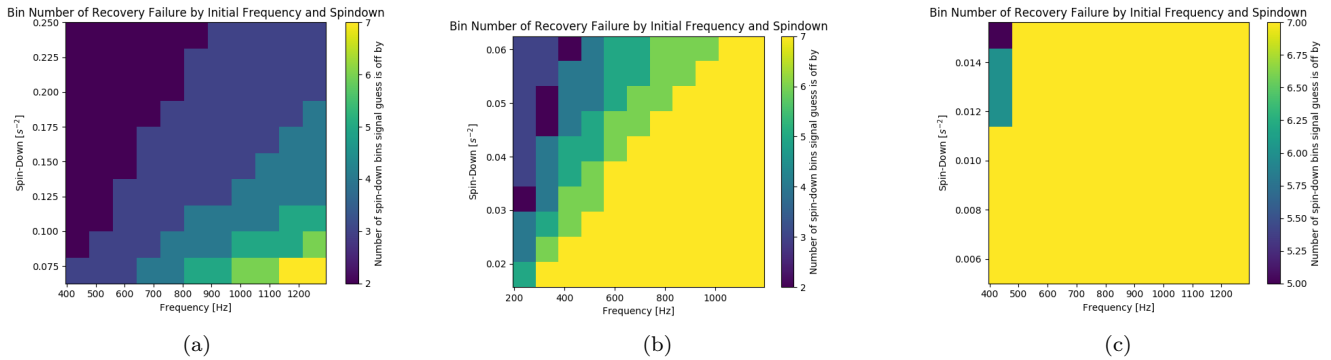 Bin Number of Recovery Failure by Initial Frequency and Spindown
0.250
0.225
0.200
0.175
0.150
0.125
0.100
0.075
Spin-Down [s⁻²]
400 500 600 700 800 900 1000 1100 1200
Frequency [Hz]
7
6
5
4
3
2
Number of spin-down bins signal guess is off by
(a)
Bin Number of Recovery Failure by Initial Frequency and Spindown
0.06
0.05
0.04
0.03
0.02
Spin-Down [s⁻²]
200 400 600 800 1000
Frequency [Hz]
7
6
5
4
3
2
Number of spin-down bins signal guess is off by
(b)
Bin Number of Recovery Failure by Initial Frequency and Spindown
0.014
0.012
0.010
0.008
0.006
Spin-Down [s⁻²]
400 500 600 700 800 900 1000 1100 1200
Frequency [Hz]
7.00
6.75
6.50
6.25
6.00
5.75
5.50
5.25
5.00
Number of spin-down bins signal guess is off by
(c)